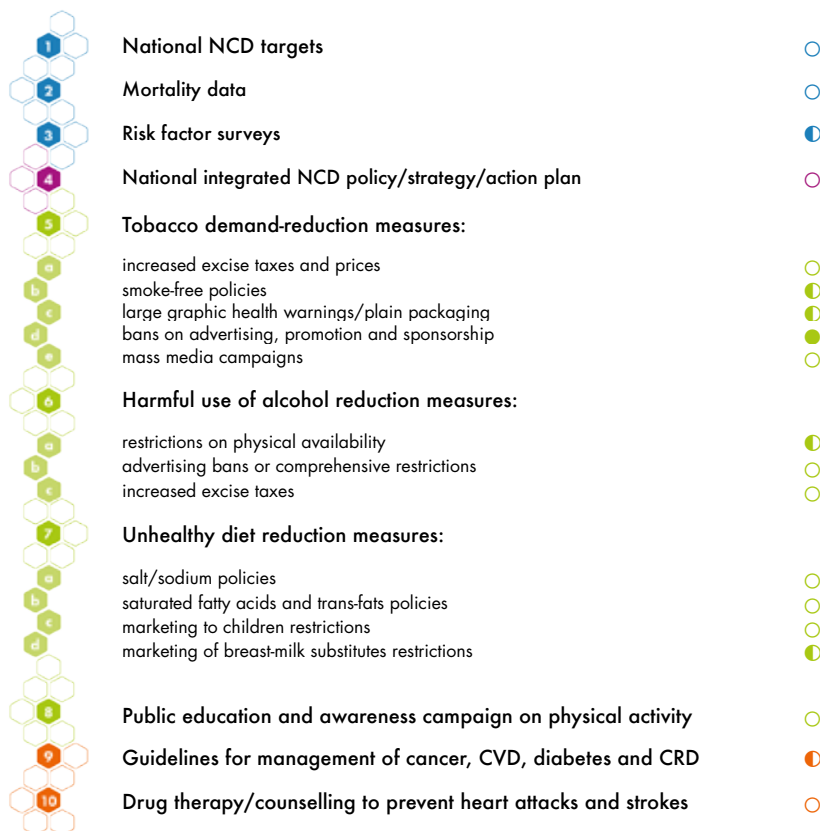 1 National NCD targets
2 Mortality data
3 Risk factor surveys
4 National integrated NCD policy/strategy/action plan
5 Tobacco demand-reduction measures:
a increased excise taxes and prices
b smoke-free policies
c large graphic health warnings/plain packaging
d bans on advertising, promotion and sponsorship
e mass media campaigns
6 Harmful use of alcohol reduction measures:
a restrictions on physical availability
b advertising bans or comprehensive restrictions
c increased excise taxes
7 Unhealthy diet reduction measures:
a salt/sodium policies
b saturated fatty acids and trans-fats policies
c marketing to children restrictions
d marketing of breast-milk substitutes restrictions
8 Public education and awareness campaign on physical activity
9 Guidelines for management of cancer, CVD, diabetes and CRD
10 Drug therapy/counselling to prevent heart attacks and strokes